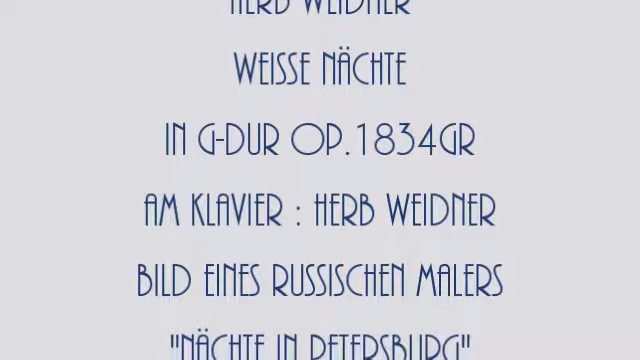 HERB WEIDNER
WEISSE NÄCHTE
IN G-DUR OP.1834GR
AM KLAVIER : HERB WEIDNER
BILD EINES RUSSISCHEN MALERS
"NÄCHTE IN PETERSBURG"